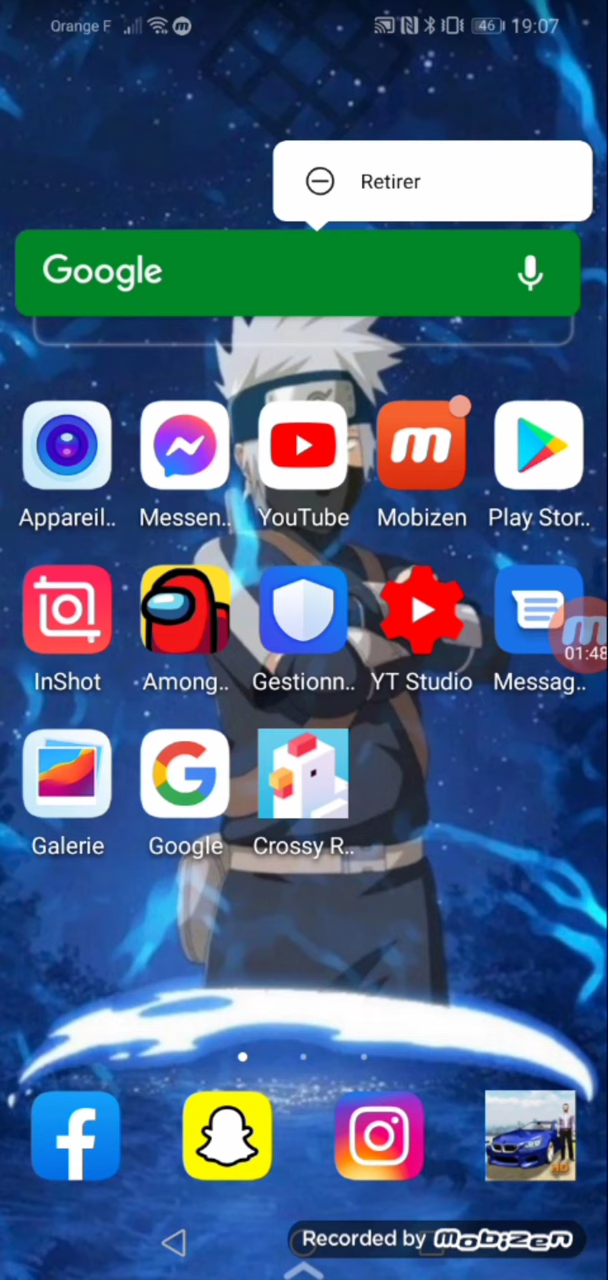 Orange F 46 19:07
Retirer
Google
Appareil.. Messen.. YouTube Mobizen Play Stor..
01:48
InShot Among.. Gestionn.. YT Studio Messag..
Galerie Google Crossy R..
Recorded by mobizen